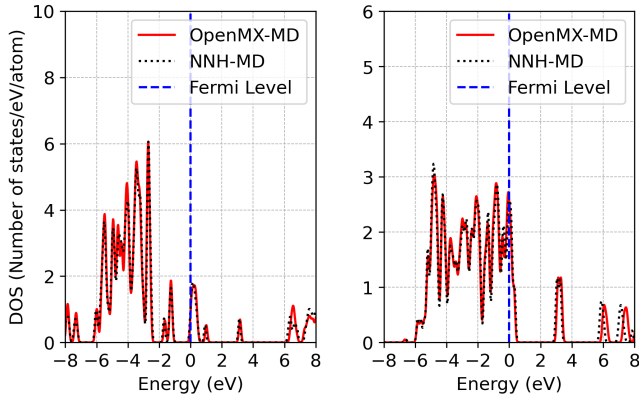 DOS (Number of states/eV/atom)
10
8
6
4
2
0
OpenMX-MD
NNH-MD
Fermi Level
−8 −6 −4 −2 0 2 4 6 8
Energy (eV)
6
5
4
3
2
1
0
OpenMX-MD
NNH-MD
Fermi Level
−8 −6 −4 −2 0 2 4 6 8
Energy (eV)